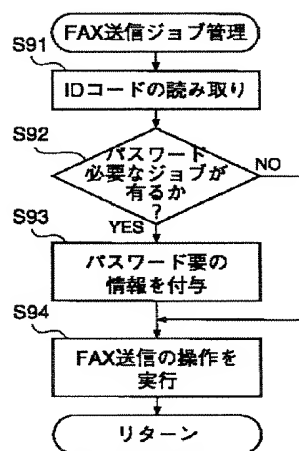 FAX送信ジョブ管理
S91
IDコードの読み取り
S92
パスワード
必要なジョブが
有るか
?
NO
YES
S93
パスワード要の
情報を付与
S94
FAX送信の操作を
実行
リターン